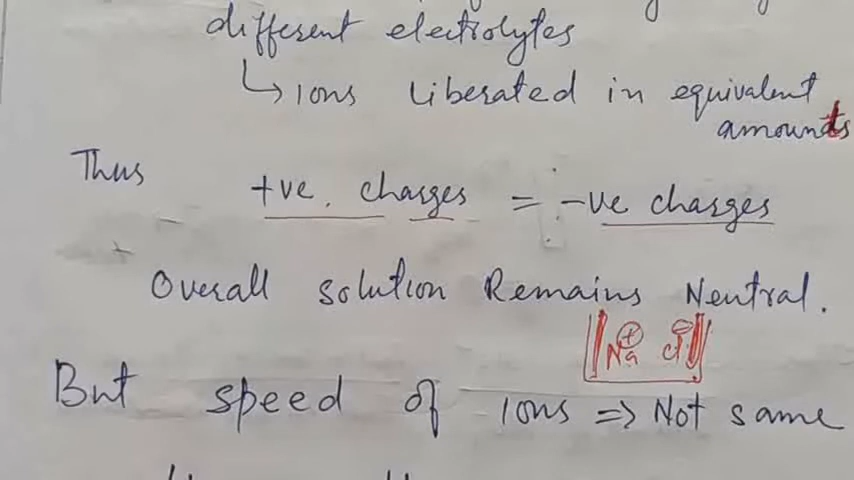 different electrolytes
↳ Ions Liberated in equivalent
amounts
Thus
+ve charges = -ve charges
Overall solution Remains Neutral.
Na⊕ Cl⊖
But speed of Ions ⇒ Not same